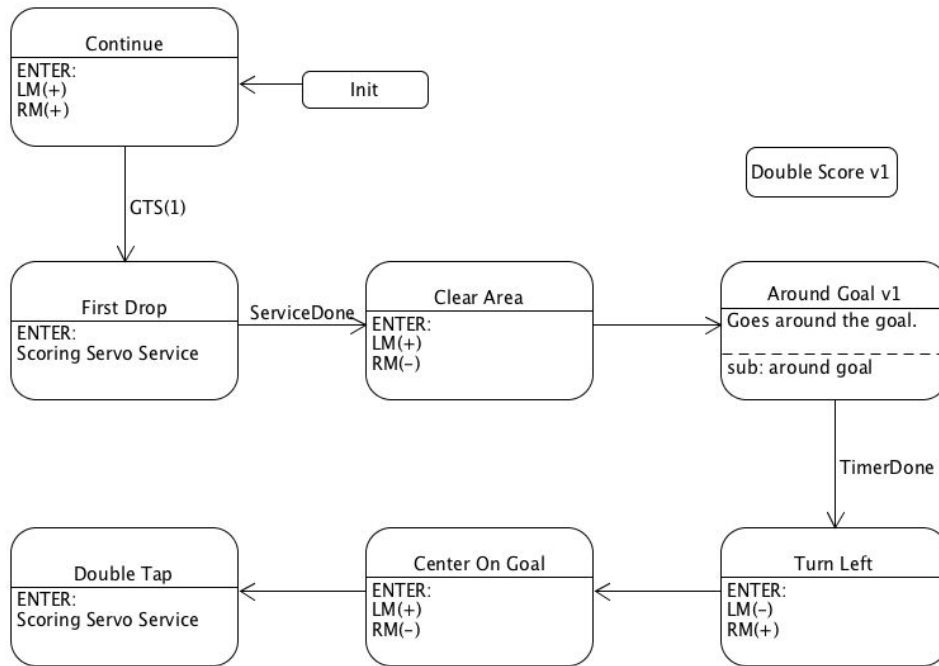 Continue
ENTER:
LM(+)
RM(+)
Init
Double Score v1
GTS(1)
First Drop
ENTER:
Scoring Servo Service
ServiceDone
Clear Area
ENTER:
LM(+)
RM(-)
Around Goal v1
Goes around the goal.
sub: around goal
TimerDone
Double Tap
ENTER:
Scoring Servo Service
Center On Goal
ENTER:
LM(+)
RM(-)
Turn Left
ENTER:
LM(-)
RM(+)